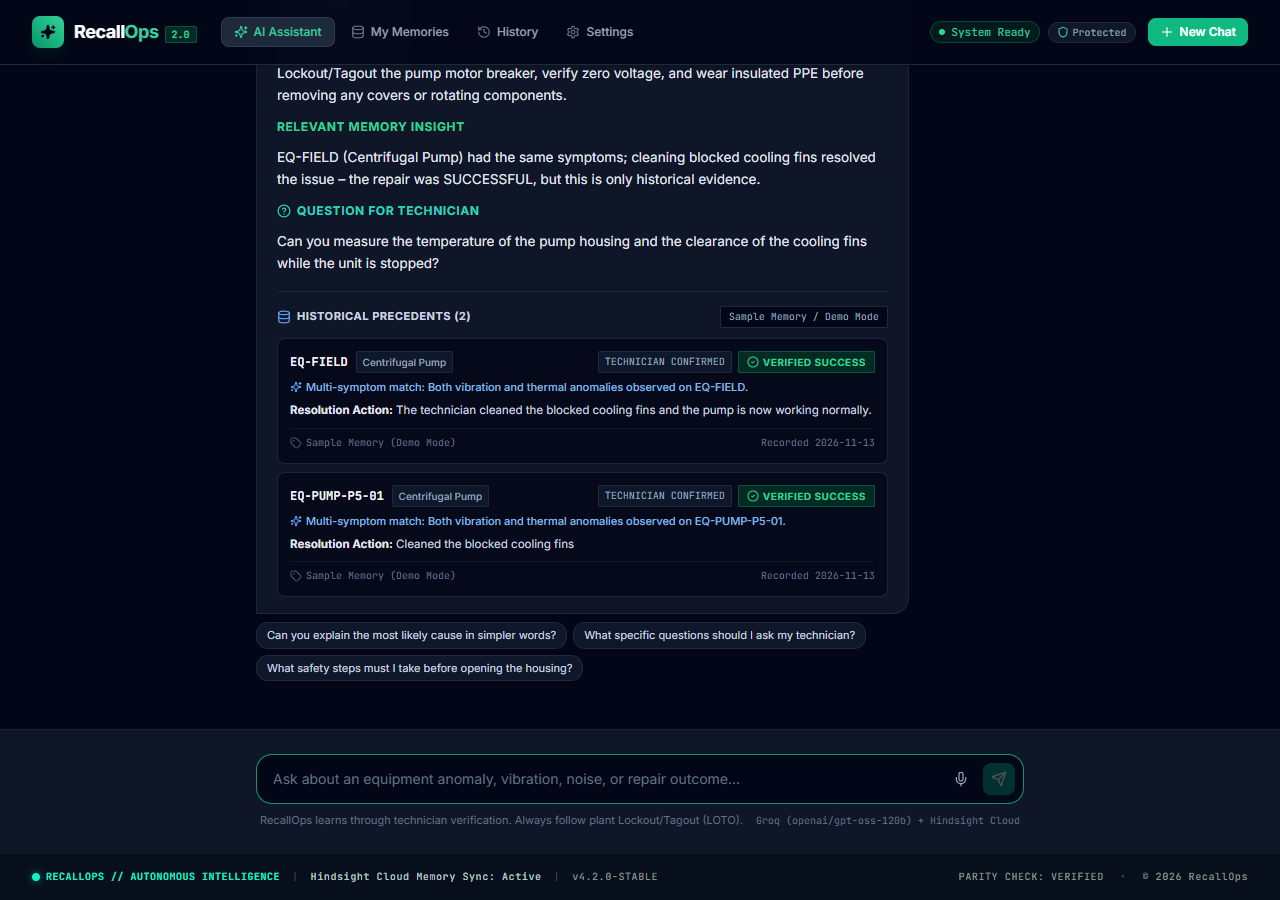 RecallOps 2.0
AI Assistant
My Memories
History
Settings
System Ready
Protected
New Chat
Lockout/Tagout the pump motor breaker, verify zero voltage, and wear insulated PPE before
removing any covers or rotating components.
RELEVANT MEMORY INSIGHT
EQ-FIELD (Centrifugal Pump) had the same symptoms; cleaning blocked cooling fins resolved
the issue – the repair was SUCCESSFUL, but this is only historical evidence.
QUESTION FOR TECHNICIAN
Can you measure the temperature of the pump housing and the clearance of the cooling fins
while the unit is stopped?
HISTORICAL PRECEDENTS (2)
Sample Memory / Demo Mode
EQ-FIELD Centrifugal Pump TECHNICIAN CONFIRMED VERIFIED SUCCESS
Multi-symptom match: Both vibration and thermal anomalies observed on EQ-FIELD.
Resolution Action: The technician cleaned the blocked cooling fins and the pump is now working normally.
Sample Memory (Demo Mode) Recorded 2026-11-13
EQ-PUMP-P5-01 Centrifugal Pump TECHNICIAN CONFIRMED VERIFIED SUCCESS
Multi-symptom match: Both vibration and thermal anomalies observed on EQ-PUMP-P5-01.
Resolution Action: Cleaned the blocked cooling fins
Sample Memory (Demo Mode) Recorded 2026-11-13
Can you explain the most likely cause in simpler words?
What specific questions should I ask my technician?
What safety steps must I take before opening the housing?
Ask about an equipment anomaly, vibration, noise, or repair outcome...
RecallOps learns through technician verification. Always follow plant Lockout/Tagout (LOTO).
Groq (openai/gpt-oss-120b) + Hindsight Cloud
RECALLOPS // AUTONOMOUS INTELLIGENCE | Hindsight Cloud Memory Sync: Active | v4.2.0-STABLE
PARITY CHECK: VERIFIED · © 2026 RecallOps